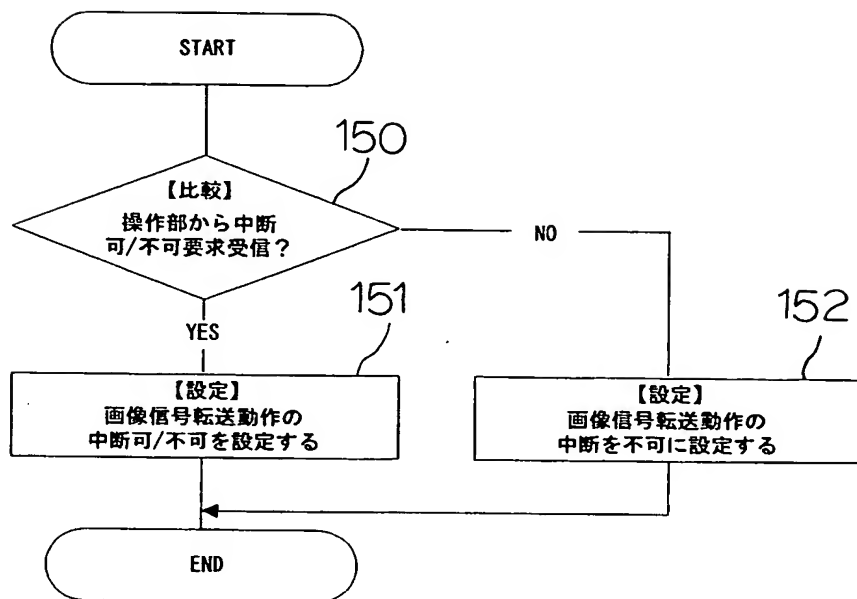 START
150
【比較】
操作部から中断
可/不可要求受信？
NO
YES
151
【設定】
画像信号転送動作の
中断可/不可を設定する
152
【設定】
画像信号転送動作の
中断を不可に設定する
END